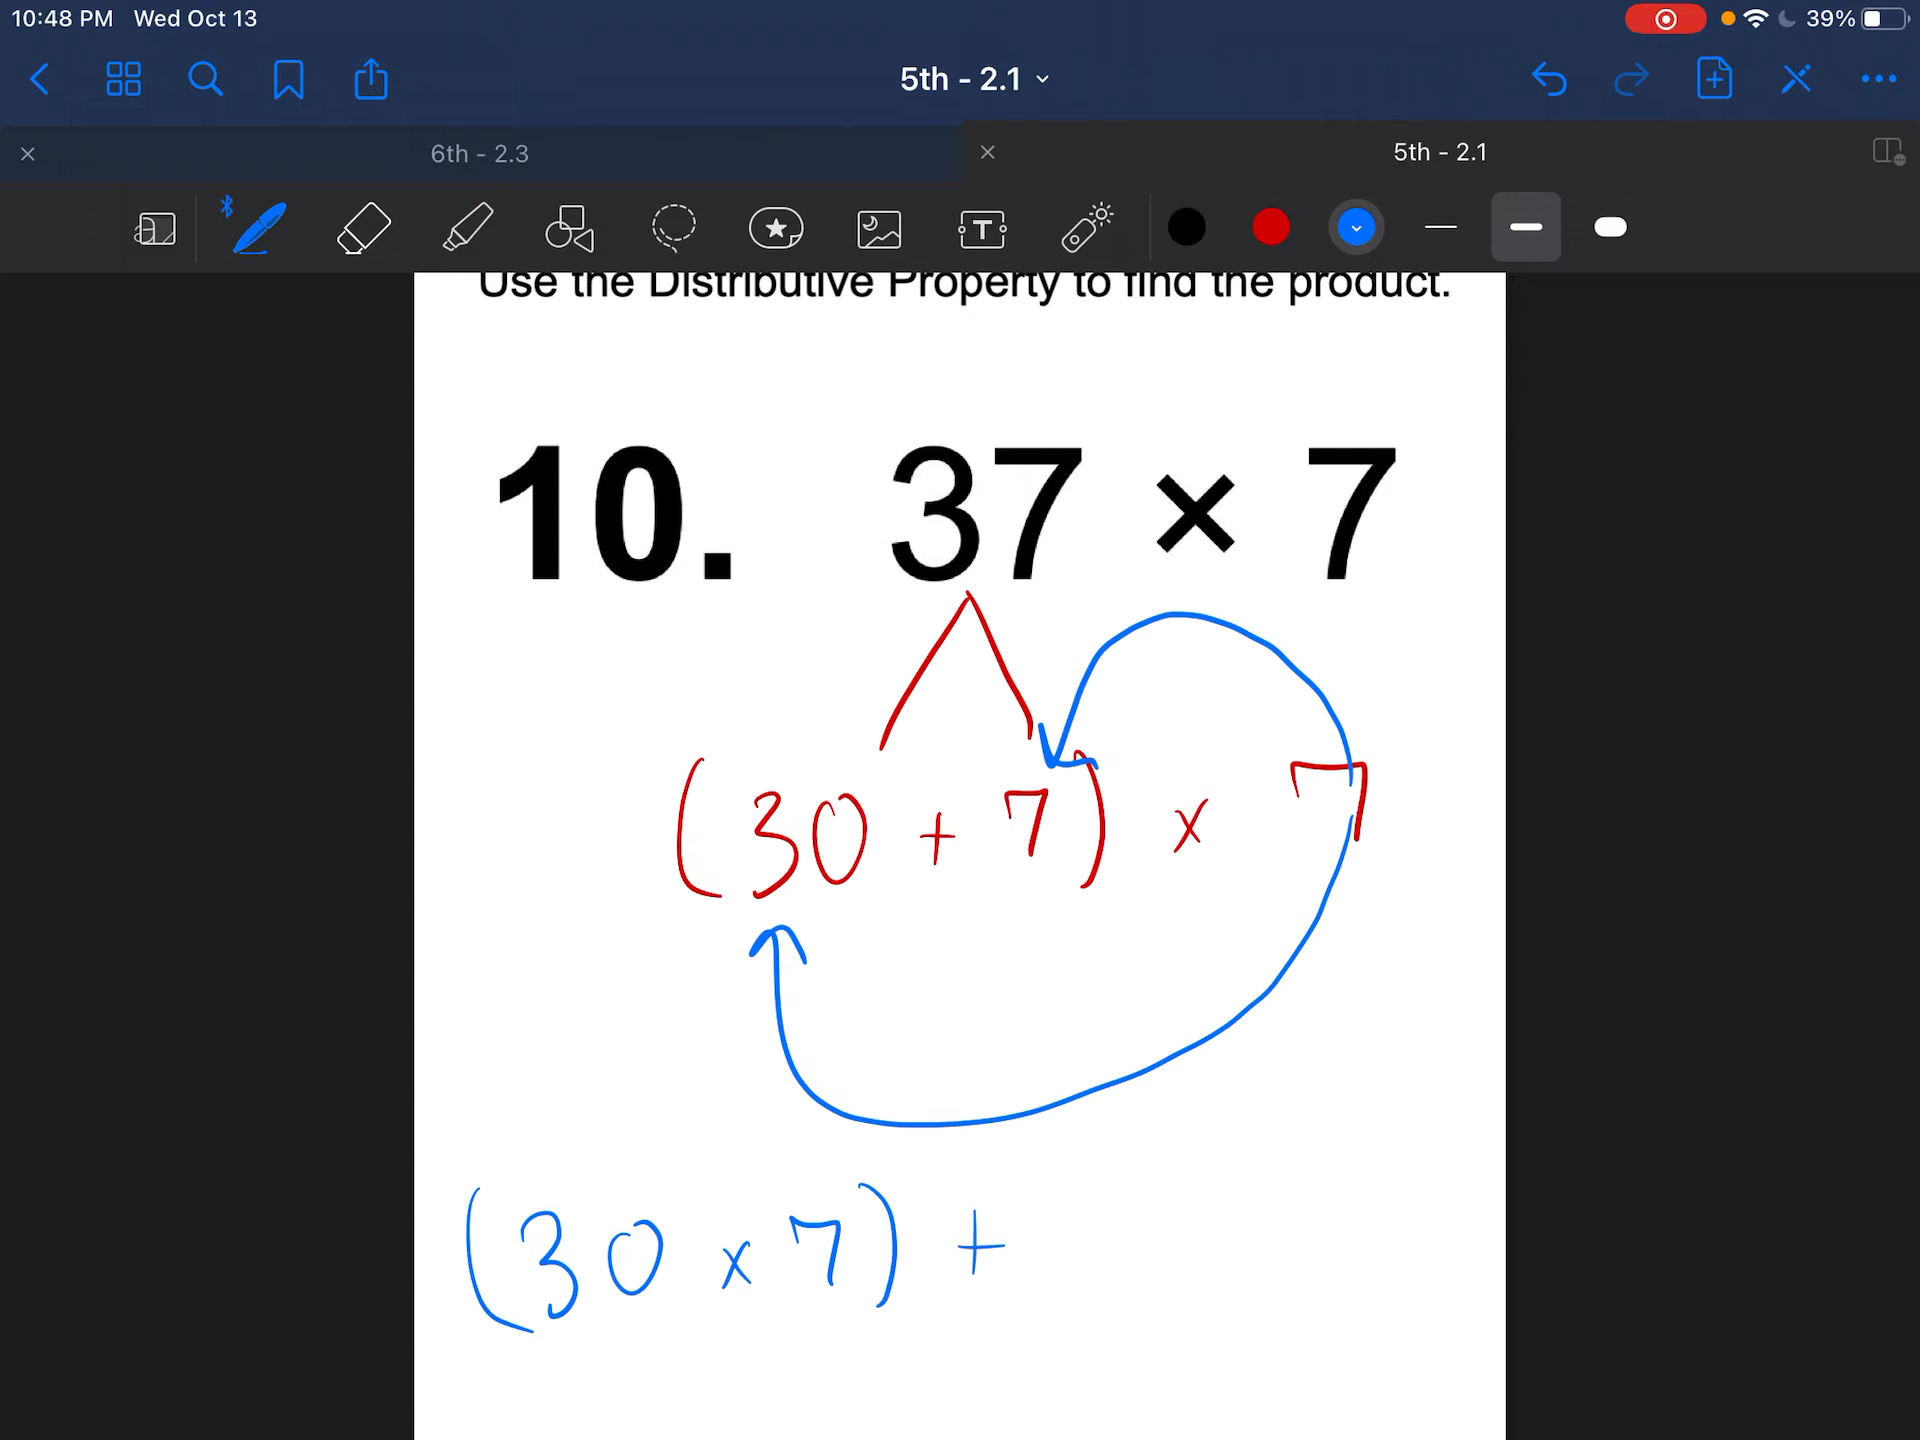 10:48 PM Wed Oct 13 39%
5th - 2.1
6th - 2.3 5th - 2.1
Use the Distributive Property to find the product.
10. 37 × 7
(30 + 7) x 7
(30 x 7) +